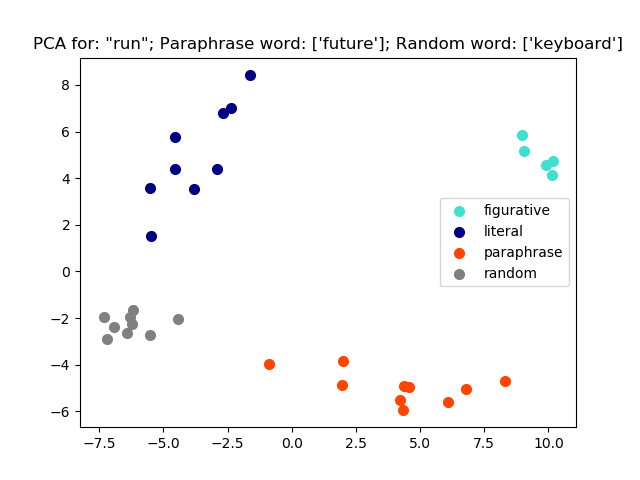 PCA for: "run"; Paraphrase word: ['future']; Random word: ['keyboard']
8
6
4
2
0
−2
−4
−6
figurative
literal
paraphrase
random
−7.5 −5.0 −2.5 0.0 2.5 5.0 7.5 10.0